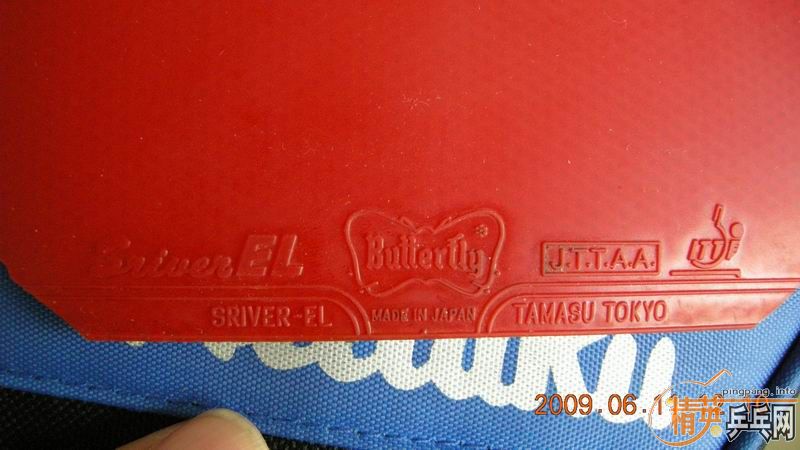 Sriver EL
Butterfly
J.T.T.A.A.
ITTF
SRIVER-EL
MADE IN JAPAN
TAMASU TOKYO
2009.06.11
pingpang.info
精英乒乓网